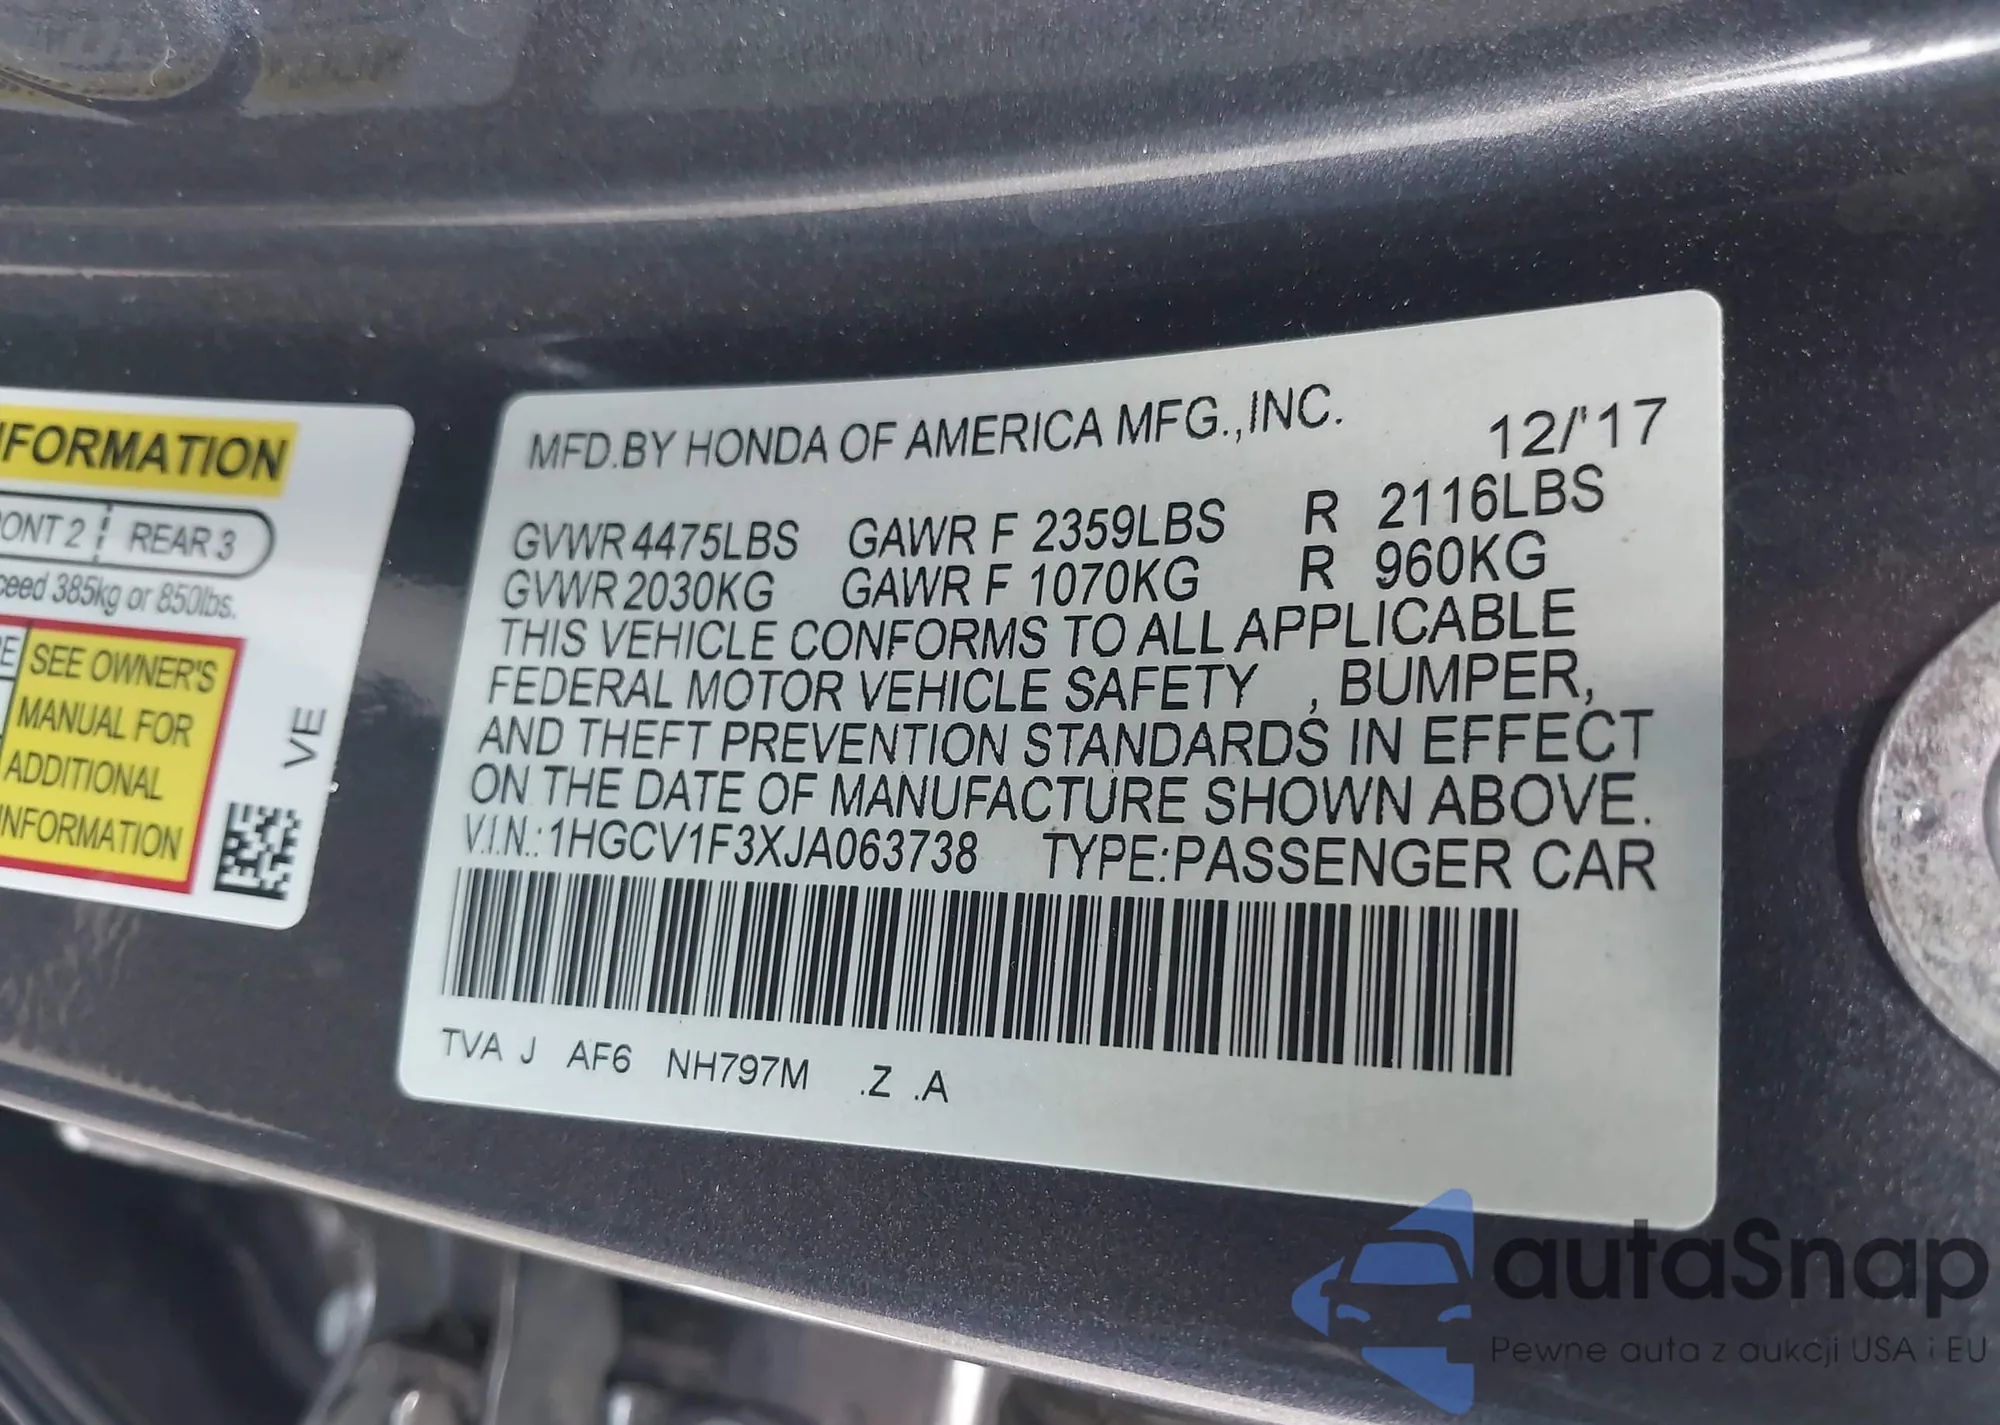 NFORMATION
ONT 2 REAR 3
ceed 385kg or 850lbs.
RE
SEE OWNER'S
MANUAL FOR
ADDITIONAL
INFORMATION
VE
MFD.BY HONDA OF AMERICA MFG.,INC. 12/'17
GVWR 4475LBS GAWR F 2359LBS R 2116LBS
GVWR 2030KG GAWR F 1070KG R 960KG
THIS VEHICLE CONFORMS TO ALL APPLICABLE
FEDERAL MOTOR VEHICLE SAFETY , BUMPER,
AND THEFT PREVENTION STANDARDS IN EFFECT
ON THE DATE OF MANUFACTURE SHOWN ABOVE.
V.I.N.: 1HGCV1F3XJA063738 TYPE:PASSENGER CAR
TVA J AF6 NH797M .Z .A
autaSnap
Pewne auta z aukcji USA i EU